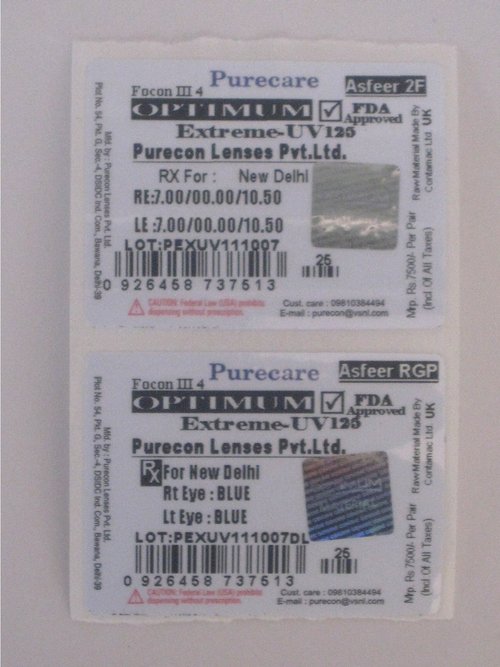 Purecare
Asfeer 2F
Focon III 4
OPTIMUM
FDA
Approved
Extreme-UV125
Purecon Lenses Pvt.Ltd.
RX For : New Delhi
RE:7.00/00.00/10.50
LE :7.00/00.00/10.50
LOT:PEXUV111007
25
0 926458 737513
CAUTION: Federal Law (USA) prohibits
dispensing without prescription.
Cust. care : 09810384494
E-mail : purecon@vsnl.com
Mfd. by : Purecon Lenses Pvt. Ltd.
Plot No. 54, Pkt. G, Sec.-4, DSIDC Ind. Com., Bawana, Delhi-39
Raw Material Made By
Contamac Ltd. UK
Mrp. Rs 7500/- Per Pair
(Incl. Of All Taxes)
Purecare
Asfeer RGP
Focon III 4
OPTIMUM
FDA
Approved
Extreme-UV125
Purecon Lenses Pvt.Ltd.
Rx For New Delhi
Rt Eye : BLUE
Lt Eye : BLUE
LOT:PEXUV111007DL
25
0 926458 737513
CAUTION: Federal Law (USA) prohibits
dispensing without prescription.
Cust. care : 09810384494
E-mail : purecon@vsnl.com
Mfd. by : Purecon Lenses Pvt. Ltd.
Plot No. 54, Pkt. G, Sec.-4, DSIDC Ind. Com., Bawana, Delhi-39
Raw Material Made By
Contamac Ltd. UK
Mrp. Rs 7500/- Per Pair
(Incl Of All Taxes)